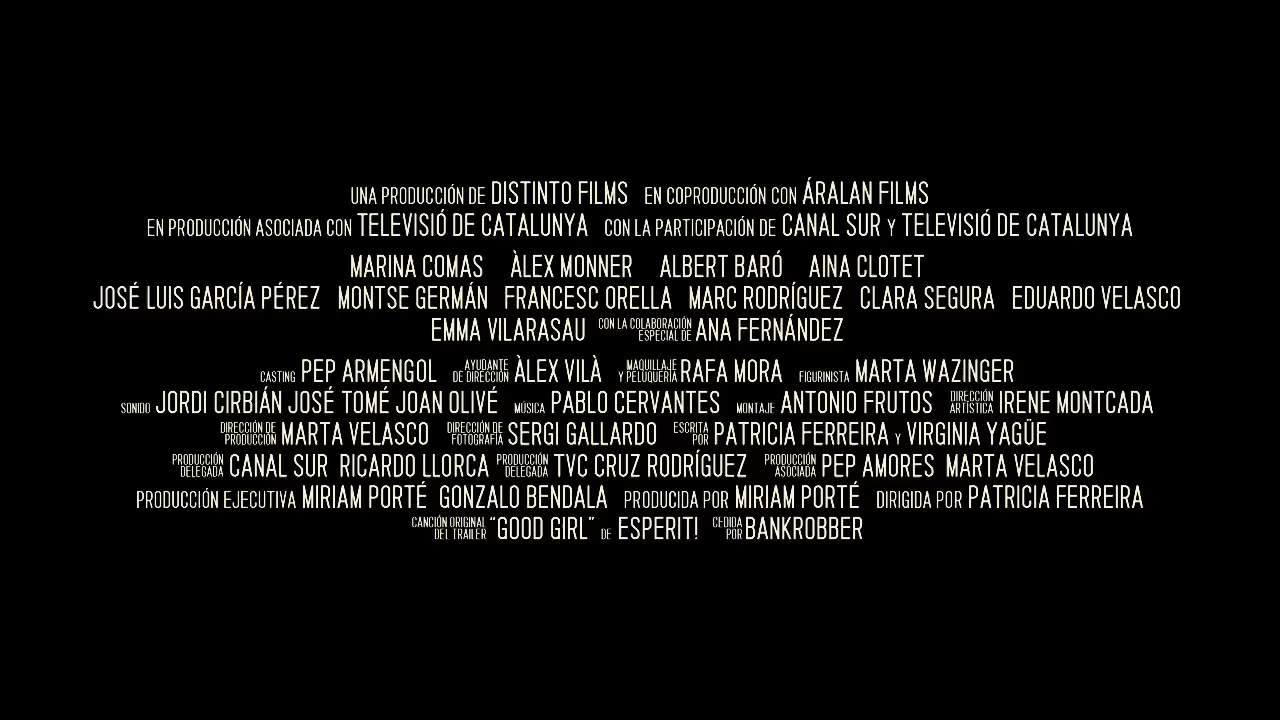 UNA PRODUCCIÓN DE DISTINTO FILMS EN COPRODUCCIÓN CON ÁRALAN FILMS
EN PRODUCCIÓN ASOCIADA CON TELEVISIÓ DE CATALUNYA CON LA PARTICIPACIÓN DE CANAL SUR Y TELEVISIÓ DE CATALUNYA
MARINA COMAS ÀLEX MONNER ALBERT BARÓ AINA CLOTET
JOSÉ LUIS GARCÍA PÉREZ MONTSE GERMÁN FRANCESC ORELLA MARC RODRÍGUEZ CLARA SEGURA EDUARDO VELASCO
EMMA VILARASAU CON LA COLABORACIÓN ESPECIAL DE ANA FERNÁNDEZ
CASTING PEP ARMENGOL AYUDANTE DE DIRECCIÓN ÀLEX VILÀ MAQUILLAJE Y PELUQUERÍA RAFA MORA FIGURINISTA MARTA WAZINGER
SONIDO JORDI CIRBIÁN JOSÉ TOMÉ JOAN OLIVÉ MÚSICA PABLO CERVANTES MONTAJE ANTONIO FRUTOS DIRECCIÓN ARTÍSTICA IRENE MONTCADA
DIRECCIÓN DE PRODUCCIÓN MARTA VELASCO DIRECCIÓN DE FOTOGRAFÍA SERGI GALLARDO ESCRITA POR PATRICIA FERREIRA Y VIRGINIA YAGÜE
PRODUCCIÓN DELEGADA CANAL SUR RICARDO LLORCA PRODUCCIÓN DELEGADA TVC CRUZ RODRÍGUEZ PRODUCCIÓN ASOCIADA PEP AMORES MARTA VELASCO
PRODUCCIÓN EJECUTIVA MIRIAM PORTÉ GONZALO BENDALA PRODUCIDA POR MIRIAM PORTÉ DIRIGIDA POR PATRICIA FERREIRA
CANCIÓN ORIGINAL DEL TRAILER “GOOD GIRL” DE ESPERIT! CEDIDA POR BANKROBBER